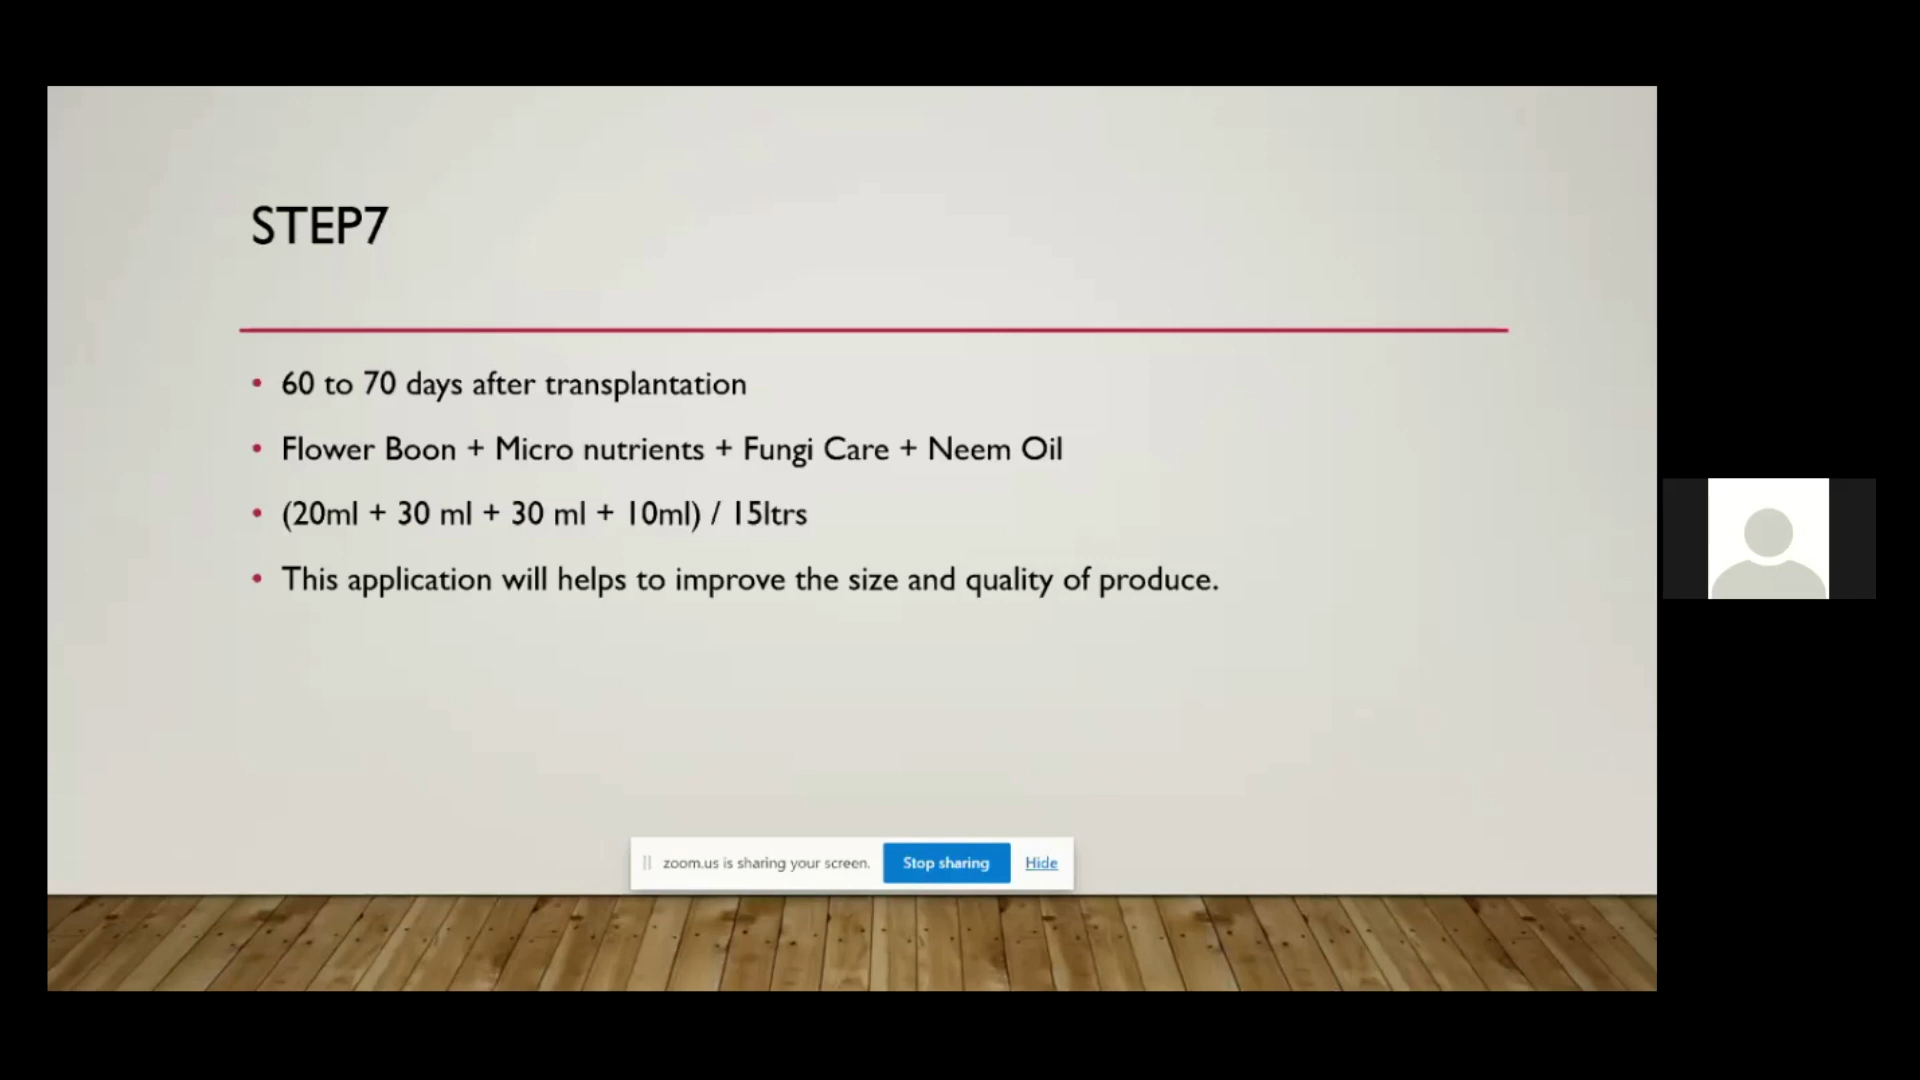 STEP7
• 60 to 70 days after transplantation
• Flower Boon + Micro nutrients + Fungi Care + Neem Oil
• (20ml + 30 ml + 30 ml + 10ml) / 15ltrs
• This application will helps to improve the size and quality of produce.
zoom.us is sharing your screen. Stop sharing Hide